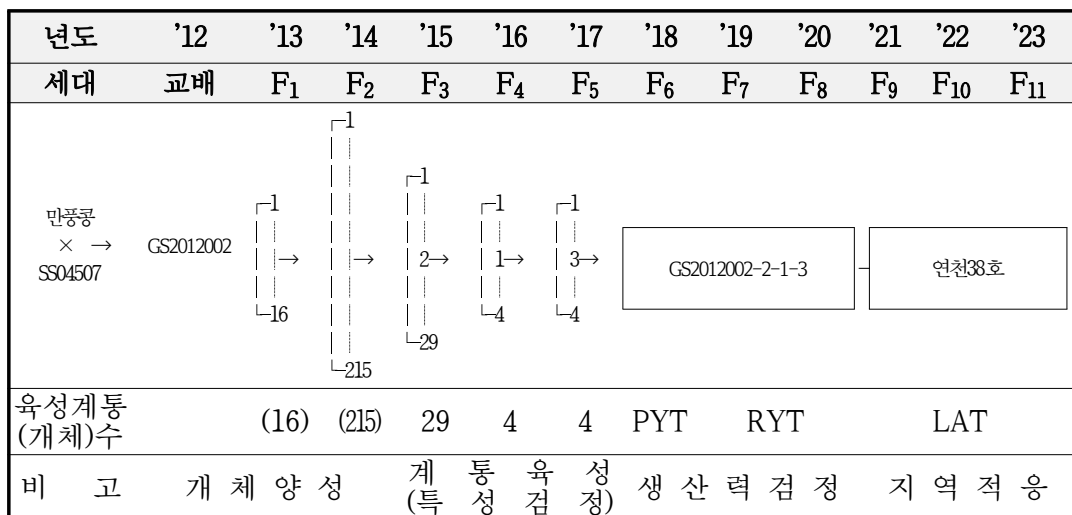 년도 '12 '13 '14 '15 '16 '17 '18 '19 '20 '21 '22 '23
세대 교배 F₁ F₂ F₃ F₄ F₅ F₆ F₇ F₈ F₉ F₁₀ F₁₁
만풍콩
× →
SS04507
GS2012002
1
→
16
1
→
215
1
2→
29
1
1→
4
1
3→
4
GS2012002-2-1-3
연천38호
육성계통
(개체)수
(16) (215) 29 4 4 PYT RYT LAT
비 고 개 체 양 성 계 통 육 성
(특 성 검 정) 생 산 력 검 정 지 역 적 응